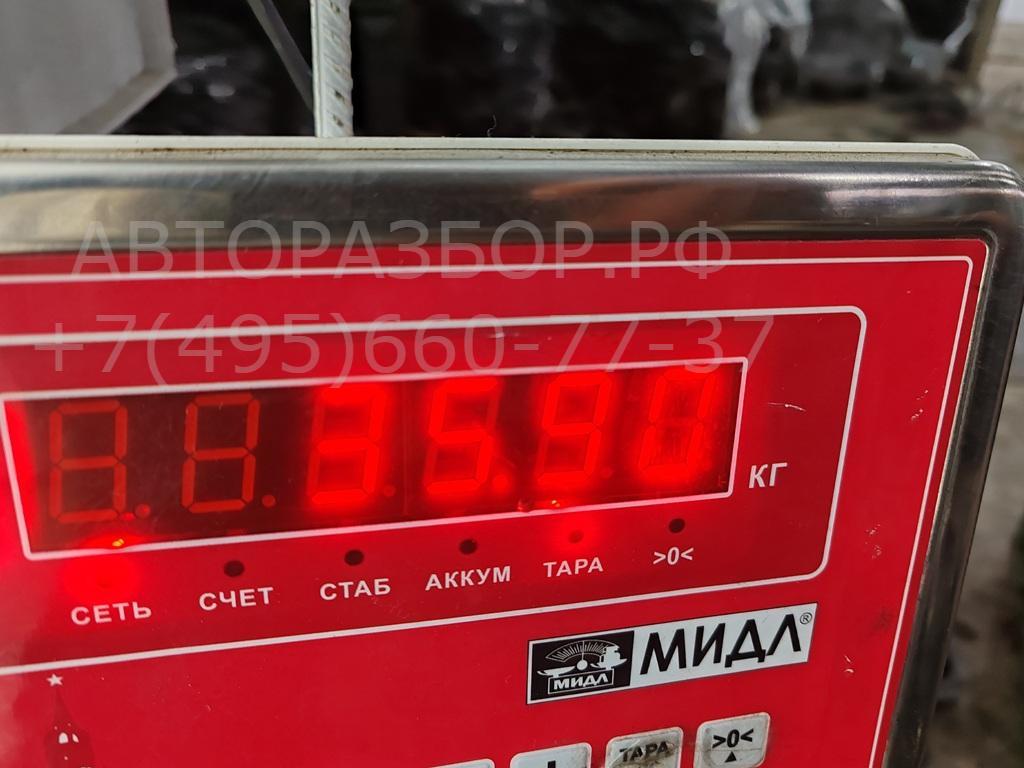 АВТОРАЗБОР.РФ
+7(495)660-77-37
35.90
КГ
СЕТЬ СЧЕТ СТАБ АККУМ ТАРА >0<
МИДЛ МИДЛ®
ТАРА >0<